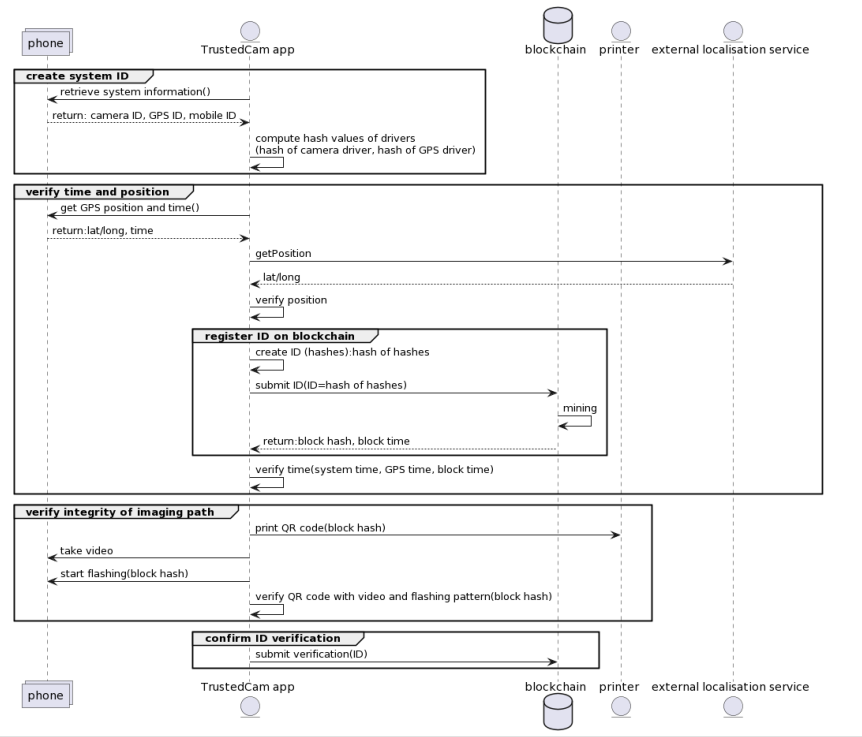 phone
TrustedCam app
blockchain
printer
external localisation service
create system ID
retrieve system information()
return: camera ID, GPS ID, mobile ID
compute hash values of drivers
(hash of camera driver, hash of GPS driver)
verify time and position
get GPS position and time()
return:lat/long, time
getPosition
lat/long
verify position
register ID on blockchain
create ID (hashes):hash of hashes
submit ID(ID=hash of hashes)
mining
return:block hash, block time
verify time(system time, GPS time, block time)
verify integrity of imaging path
print QR code(block hash)
take video
start flashing(block hash)
verify QR code with video and flashing pattern(block hash)
confirm ID verification
submit verification(ID)
phone
TrustedCam app
blockchain
printer
external localisation service